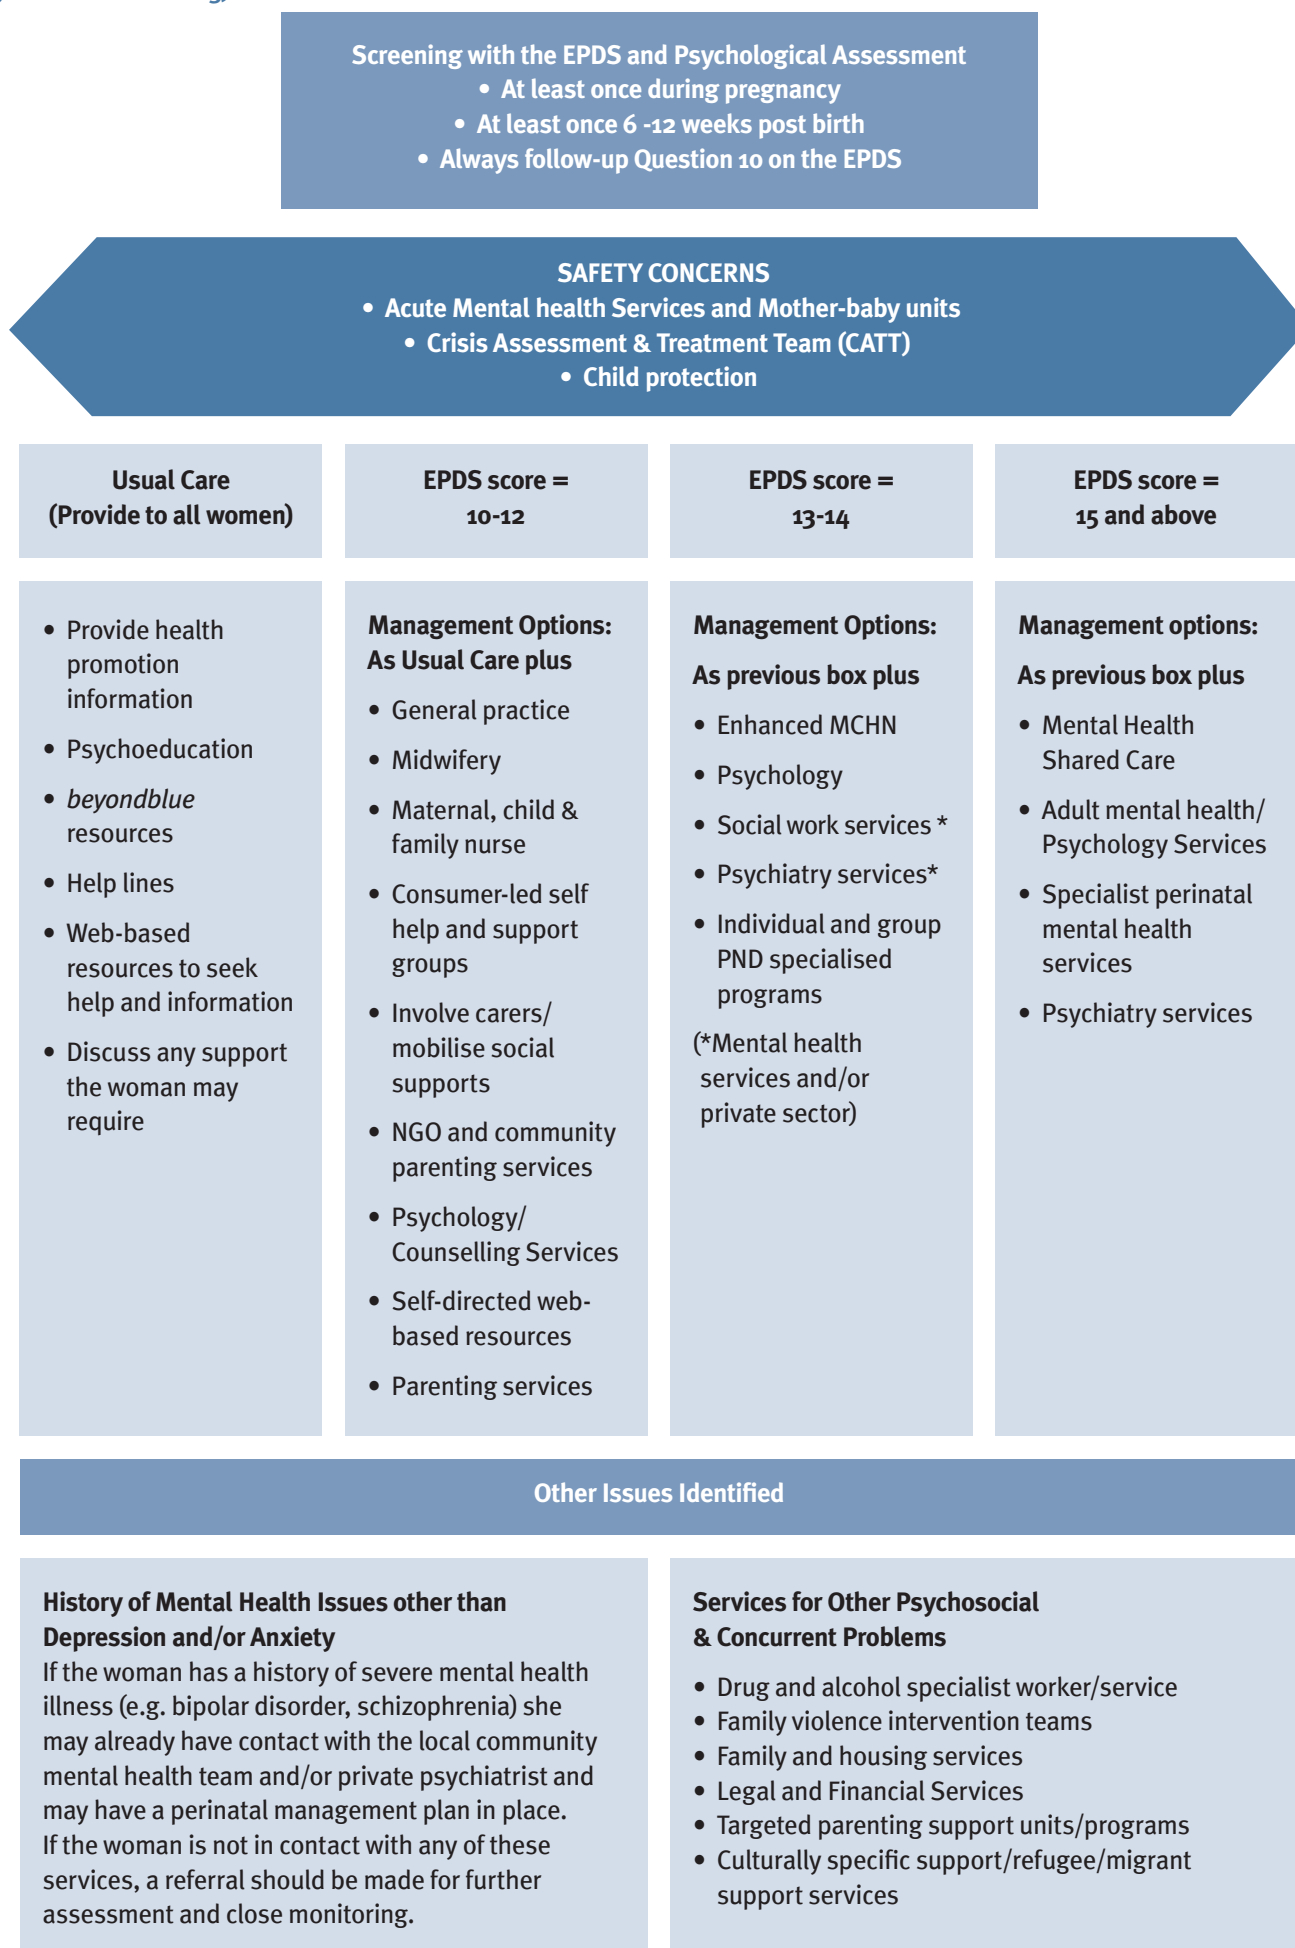 Screening with the EPDS and Psychological Assessment
• At least once during pregnancy
• At least once 6 -12 weeks post birth
• Always follow-up Question 10 on the EPDS
SAFETY CONCERNS
• Acute Mental health Services and Mother-baby units
• Crisis Assessment & Treatment Team (CATT)
• Child protection
Usual Care
(Provide to all women)
EPDS score =
10-12
EPDS score =
13-14
EPDS score =
15 and above
• Provide health
promotion
information
• Psychoeducation
• beyondblue
resources
• Help lines
• Web-based
resources to seek
help and information
• Discuss any support
the woman may
require
Management Options:
As Usual Care plus
• General practice
• Midwifery
• Maternal, child &
family nurse
• Consumer-led self
help and support
groups
• Involve carers/
mobilise social
supports
• NGO and community
parenting services
• Psychology/
Counselling Services
• Self-directed web-
based resources
• Parenting services
Management Options:
As previous box plus
• Enhanced MCHN
• Psychology
• Social work services *
• Psychiatry services*
• Individual and group
PND specialised
programs
(*Mental health
services and/or
private sector)
Management options:
As previous box plus
• Mental Health
Shared Care
• Adult mental health/
Psychology Services
• Specialist perinatal
mental health
services
• Psychiatry services
Other Issues Identified
History of Mental Health Issues other than
Depression and/or Anxiety
If the woman has a history of severe mental health
illness (e.g. bipolar disorder, schizophrenia) she
may already have contact with the local community
mental health team and/or private psychiatrist and
may have a perinatal management plan in place.
If the woman is not in contact with any of these
services, a referral should be made for further
assessment and close monitoring.
Services for Other Psychosocial
& Concurrent Problems
• Drug and alcohol specialist worker/service
• Family violence intervention teams
• Family and housing services
• Legal and Financial Services
• Targeted parenting support units/programs
• Culturally specific support/refugee/migrant
support services